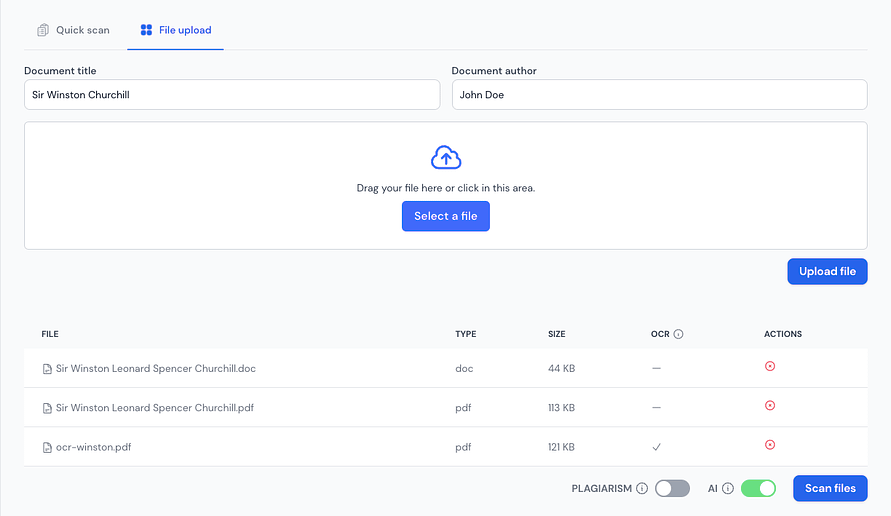 Quick scan File upload
Document title Document author
Sir Winston Churchill John Doe
Drag your file here or click in this area.
Select a file
Upload file
FILE TYPE SIZE OCR ACTIONS
Sir Winston Leonard Spencer Churchill.doc doc 44 KB —
Sir Winston Leonard Spencer Churchill.pdf pdf 113 KB —
ocr-winston.pdf pdf 121 KB ✓
PLAGIARISM AI Scan files